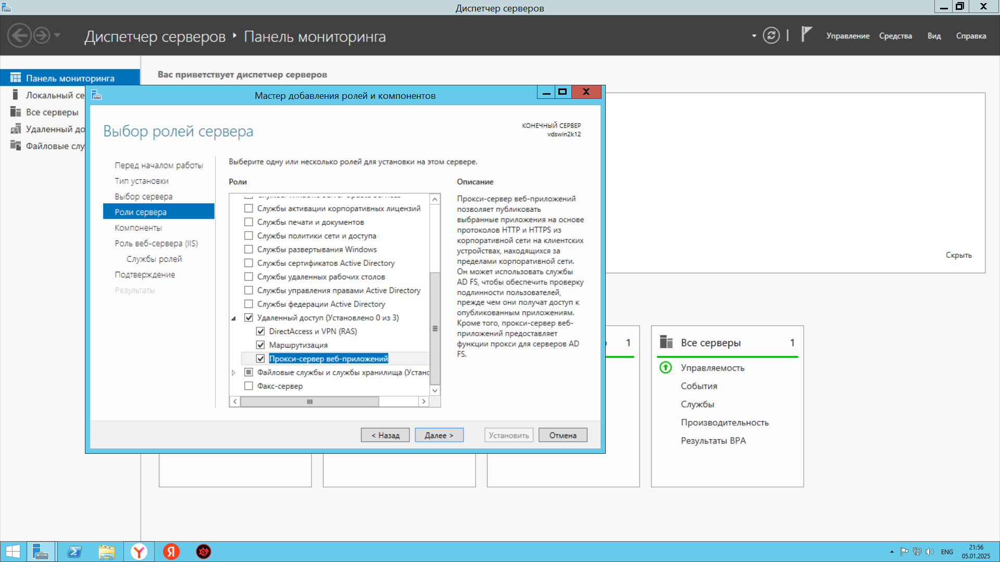 Диспетчер серверов
Диспетчер серверов ‣ Панель мониторинга
Управление Средства Вид Справка
Панель мониторинга
Локальный се
Все серверы
Удаленный до
Файловые слу
Вас приветствует диспетчер серверов
Мастер добавления ролей и компонентов
Выбор ролей сервера
КОНЕЧНЫЙ СЕРВЕР
vdswin2k12
Перед началом работы
Тип установки
Выбор сервера
Роли сервера
Компоненты
Роль веб-сервера (IIS)
Службы ролей
Подтверждение
Результаты
Выберите одну или несколько ролей для установки на этом сервере.
Роли
Службы Windows Server Update Services
Службы активации корпоративных лицензий
Службы печати и документов
Службы политики сети и доступа
Службы развертывания Windows
Службы сертификатов Active Directory
Службы удаленных рабочих столов
Службы управления правами Active Directory
Службы федерации Active Directory
Удаленный доступ (Установлено 0 из 3)
DirectAccess и VPN (RAS)
Маршрутизация
Прокси-сервер веб-приложений
Файловые службы и службы хранилища (Устанс
Факс-сервер
Описание
Прокси-сервер веб-приложений
позволяет публиковать
выбранные приложения на основе
протоколов HTTP и HTTPS из
корпоративной сети на клиентских
устройствах, находящихся за
пределами корпоративной сети.
Он может использовать службы
AD FS, чтобы обеспечить проверку
подлинности пользователей,
прежде чем они получат доступ к
опубликованным приложениям.
Кроме того, прокси-сервер веб-
приложений предоставляет
функции прокси для серверов AD
FS.
< Назад
Далее >
Установить
Отмена
Скрыть
1
Все серверы 1
Управляемость
События
Службы
Производительность
Результаты BPA
ENG
21:56
05.01.2025